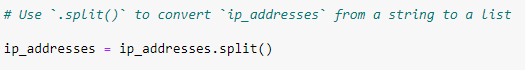 # Use `.split()` to convert `ip_addresses` from a string to a list
ip_addresses = ip_addresses.split()